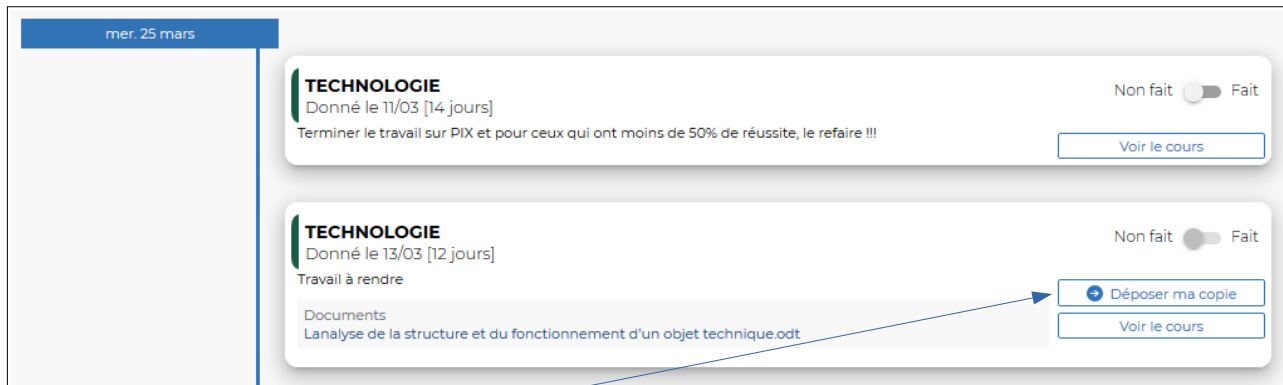 mer. 25 mars
TECHNOLOGIE
Donné le 11/03 [14 jours]
Non fait Fait
Terminer le travail sur PIX et pour ceux qui ont moins de 50% de réussite, le refaire !!!
Voir le cours
TECHNOLOGIE
Donné le 13/03 [12 jours]
Non fait Fait
Travail à rendre
Déposer ma copie
Documents
Lanalyse de la structure et du fonctionnement d'un objet technique.odt
Voir le cours